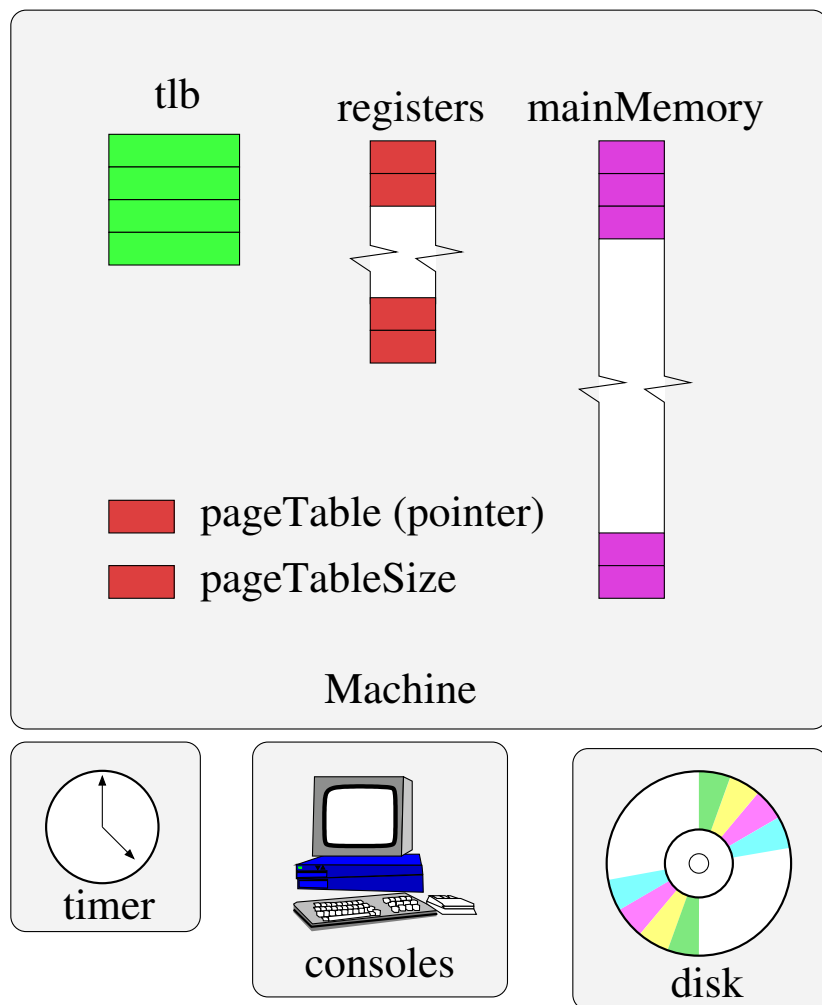 tlb
registers
mainMemory
pageTable (pointer)
pageTableSize
Machine
timer
consoles
disk